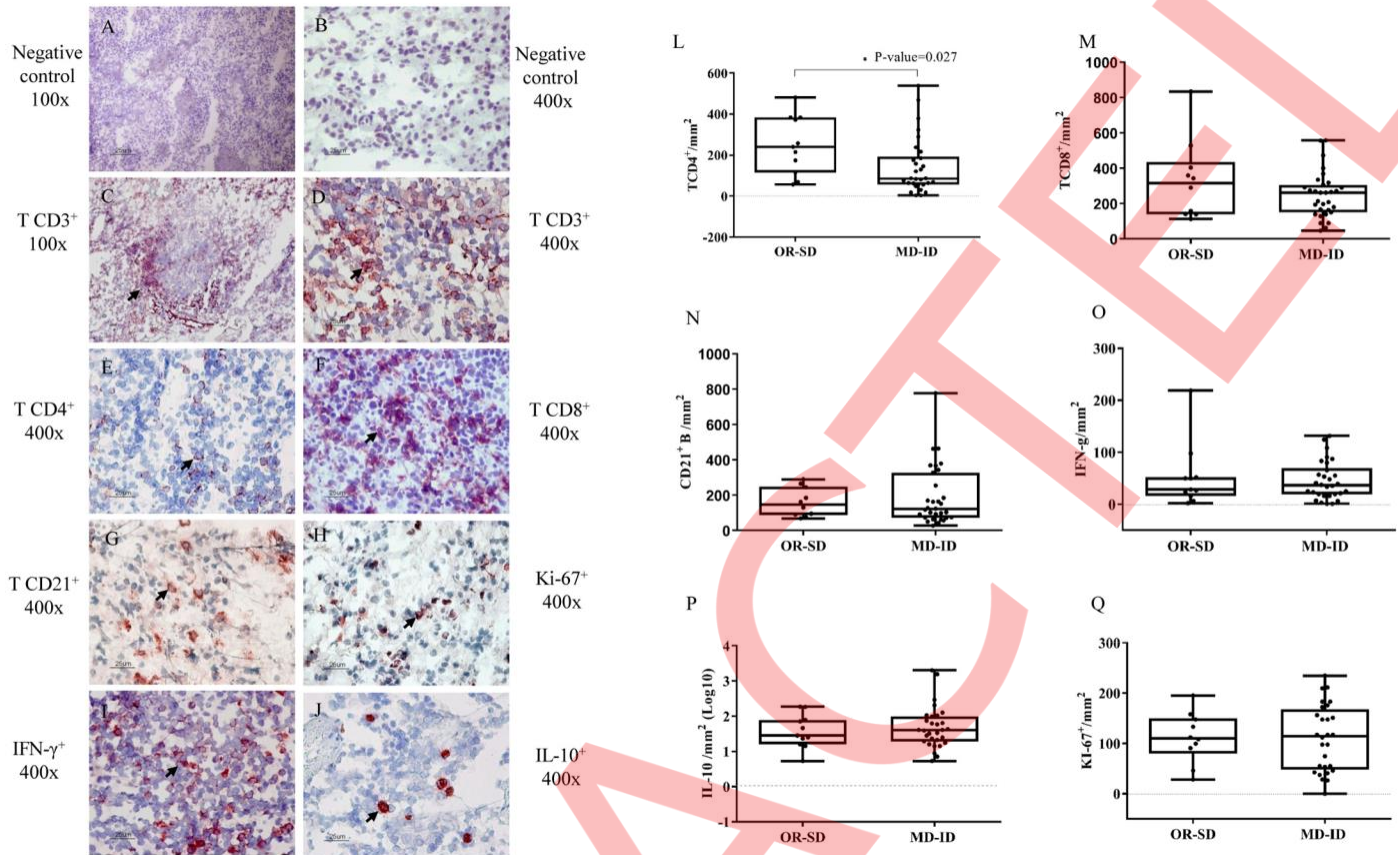 A
B
Negative
control
100x
Negative
control
400x
C
D
T CD3⁺
100x
T CD3⁺
400x
E
F
T CD4⁺
400x
T CD8⁺
400x
G
H
T CD21⁺
400x
Ki-67⁺
400x
I
J
IFN-γ⁺
400x
IL-10⁺
400x
L
P-value=0.027
TCD4⁺/mm²
600
400
200
0
-200
OR-SD MD-ID
M
TCD8⁺/mm²
1000
800
600
400
200
0
OR-SD MD-ID
N
CD21⁺ B /mm²
1000
800
600
400
200
0
OR-SD MD-ID
O
IFN-g/mm²
300
200
100
0
OR-SD MD-ID
P
IL-10 /mm² (Log10)
4
3
2
1
0
-1
OR-SD MD-ID
Q
KI-67⁺/mm²
300
200
100
0
OR-SD MD-ID
ACTE